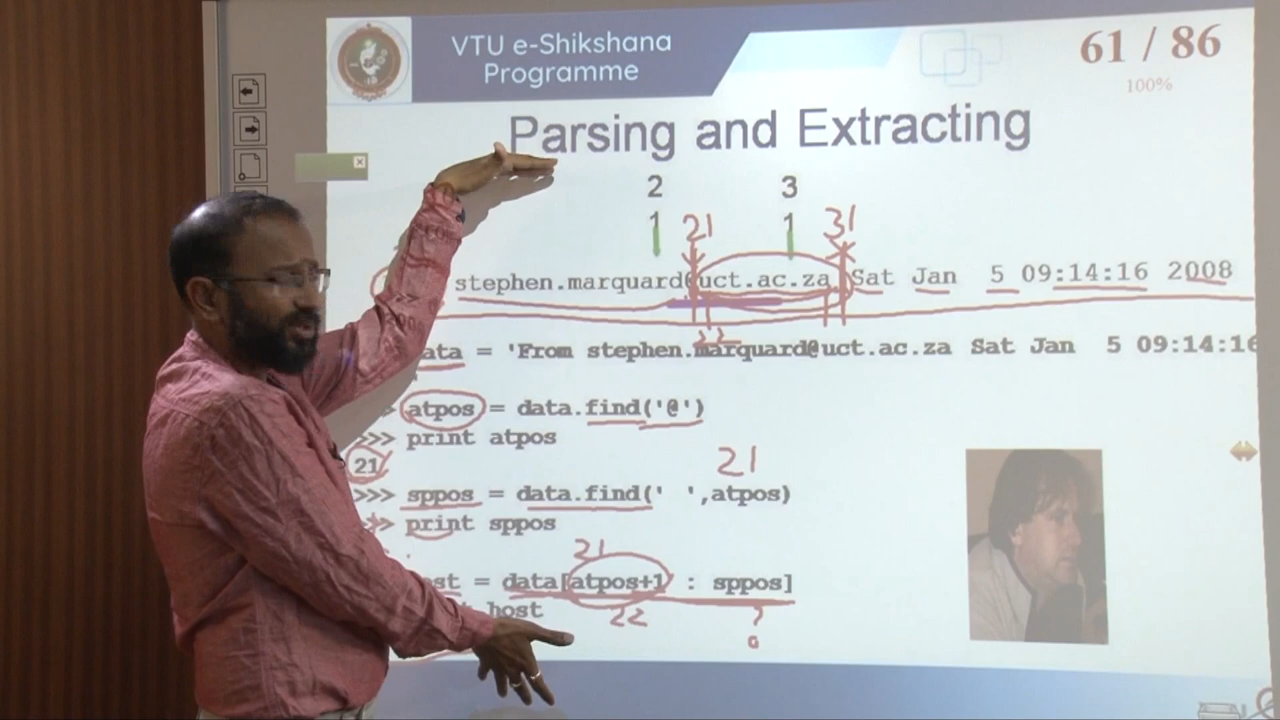 VTU e-Shikshana
Programme
61 / 86
100%
Parsing and Extracting
2 3
1 21 1 31
stephen.marquard@uct.ac.za Sat Jan 5 09:14:16 2008
22
ata = 'From stephen.marquard@uct.ac.za Sat Jan 5 09:14:16
atpos = data.find('@')
>>> print atpos
21 21
>>> sppos = data.find(' ',atpos)
print sppos
21
st = data[atpos+1 : sppos]
host
22 ?